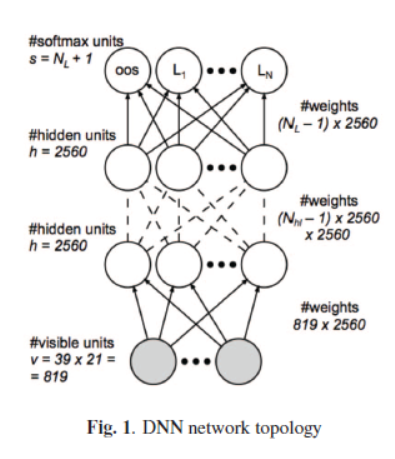 #softmax units
s = N_L + 1
oos L_1 ••• L_N
#weights
(N_L – 1) x 2560
#hidden units
h = 2560
#weights
(N_hl – 1) x 2560
x 2560
#hidden units
h = 2560
#weights
819 x 2560
#visible units
v = 39 x 21 =
= 819
Fig. 1. DNN network topology